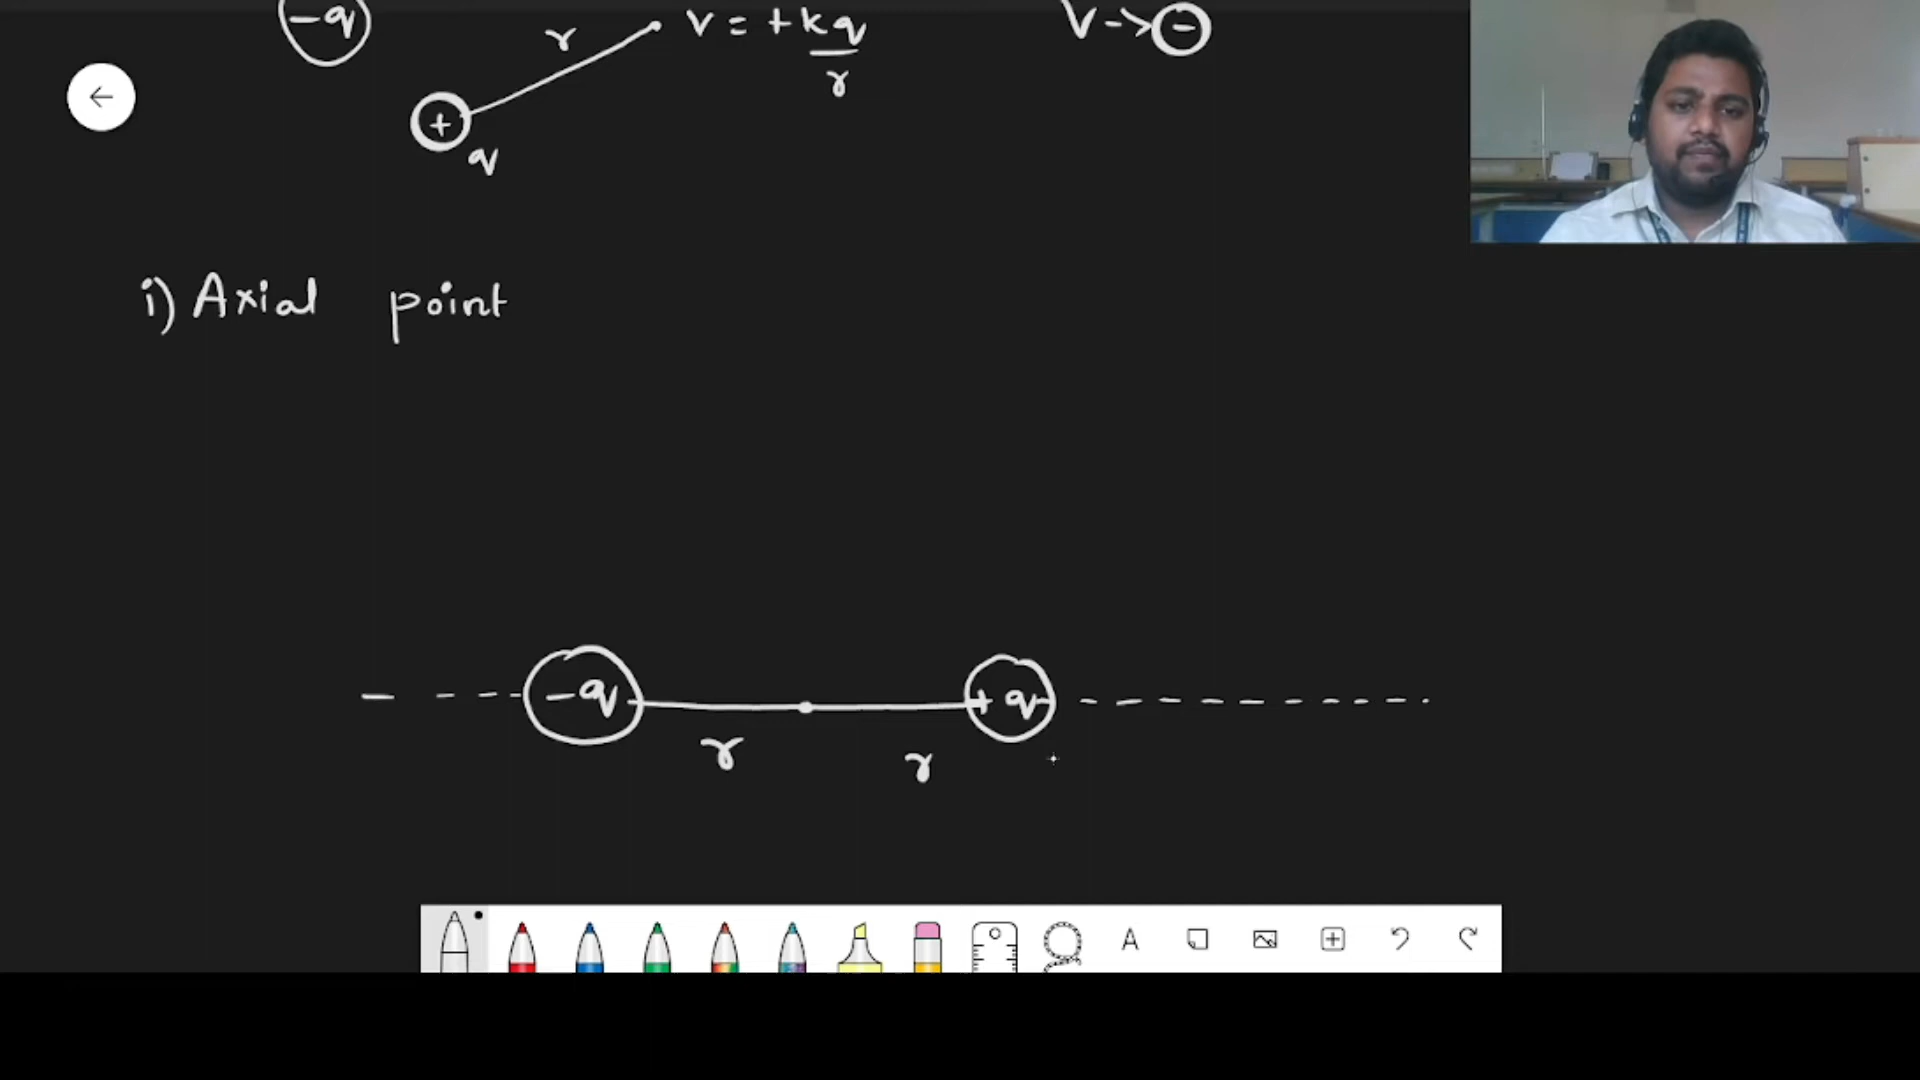 -q
r
V = +kq/r
V -> -
+
q
i) Axial point
-q
+q
r
r
A